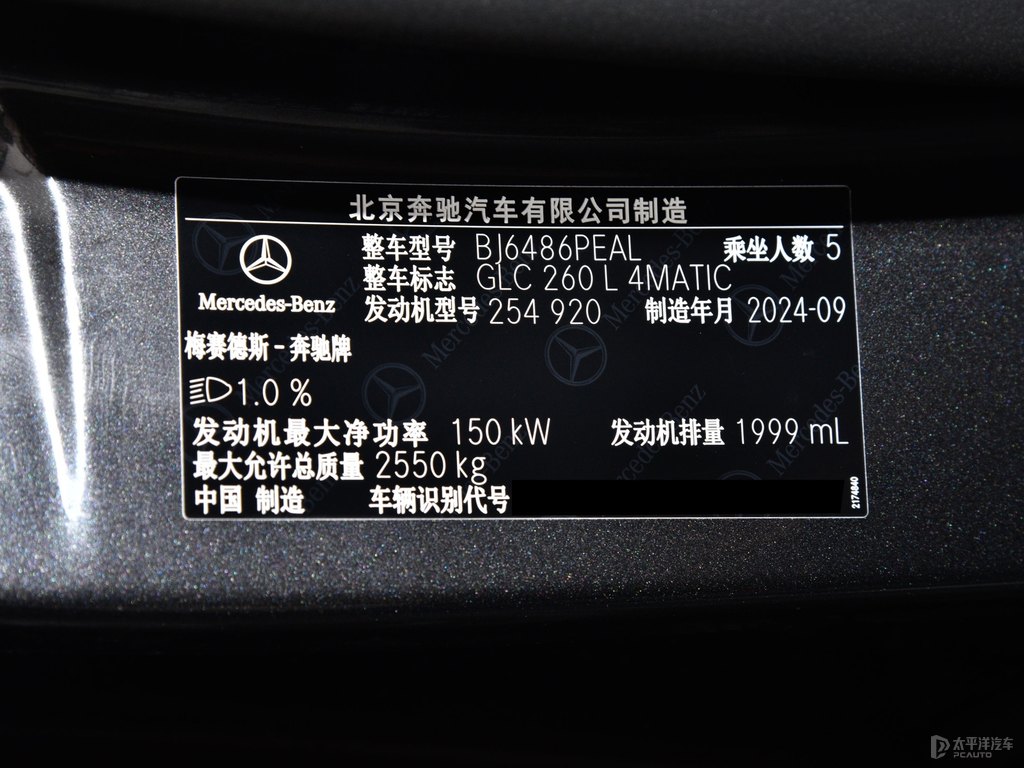 北京奔驰汽车有限公司制造
整车型号 BJ6486PEAL 乘坐人数 5
整车标志 GLC 260 L 4MATIC
Mercedes-Benz 发动机型号 254 920 制造年月 2024-09
梅赛德斯-奔驰牌
1.0 %
发动机最大净功率 150 kW 发动机排量 1999 mL
最大允许总质量 2550 kg
中国 制造 车辆识别代号
2174840
太平洋汽车
PCAUTO